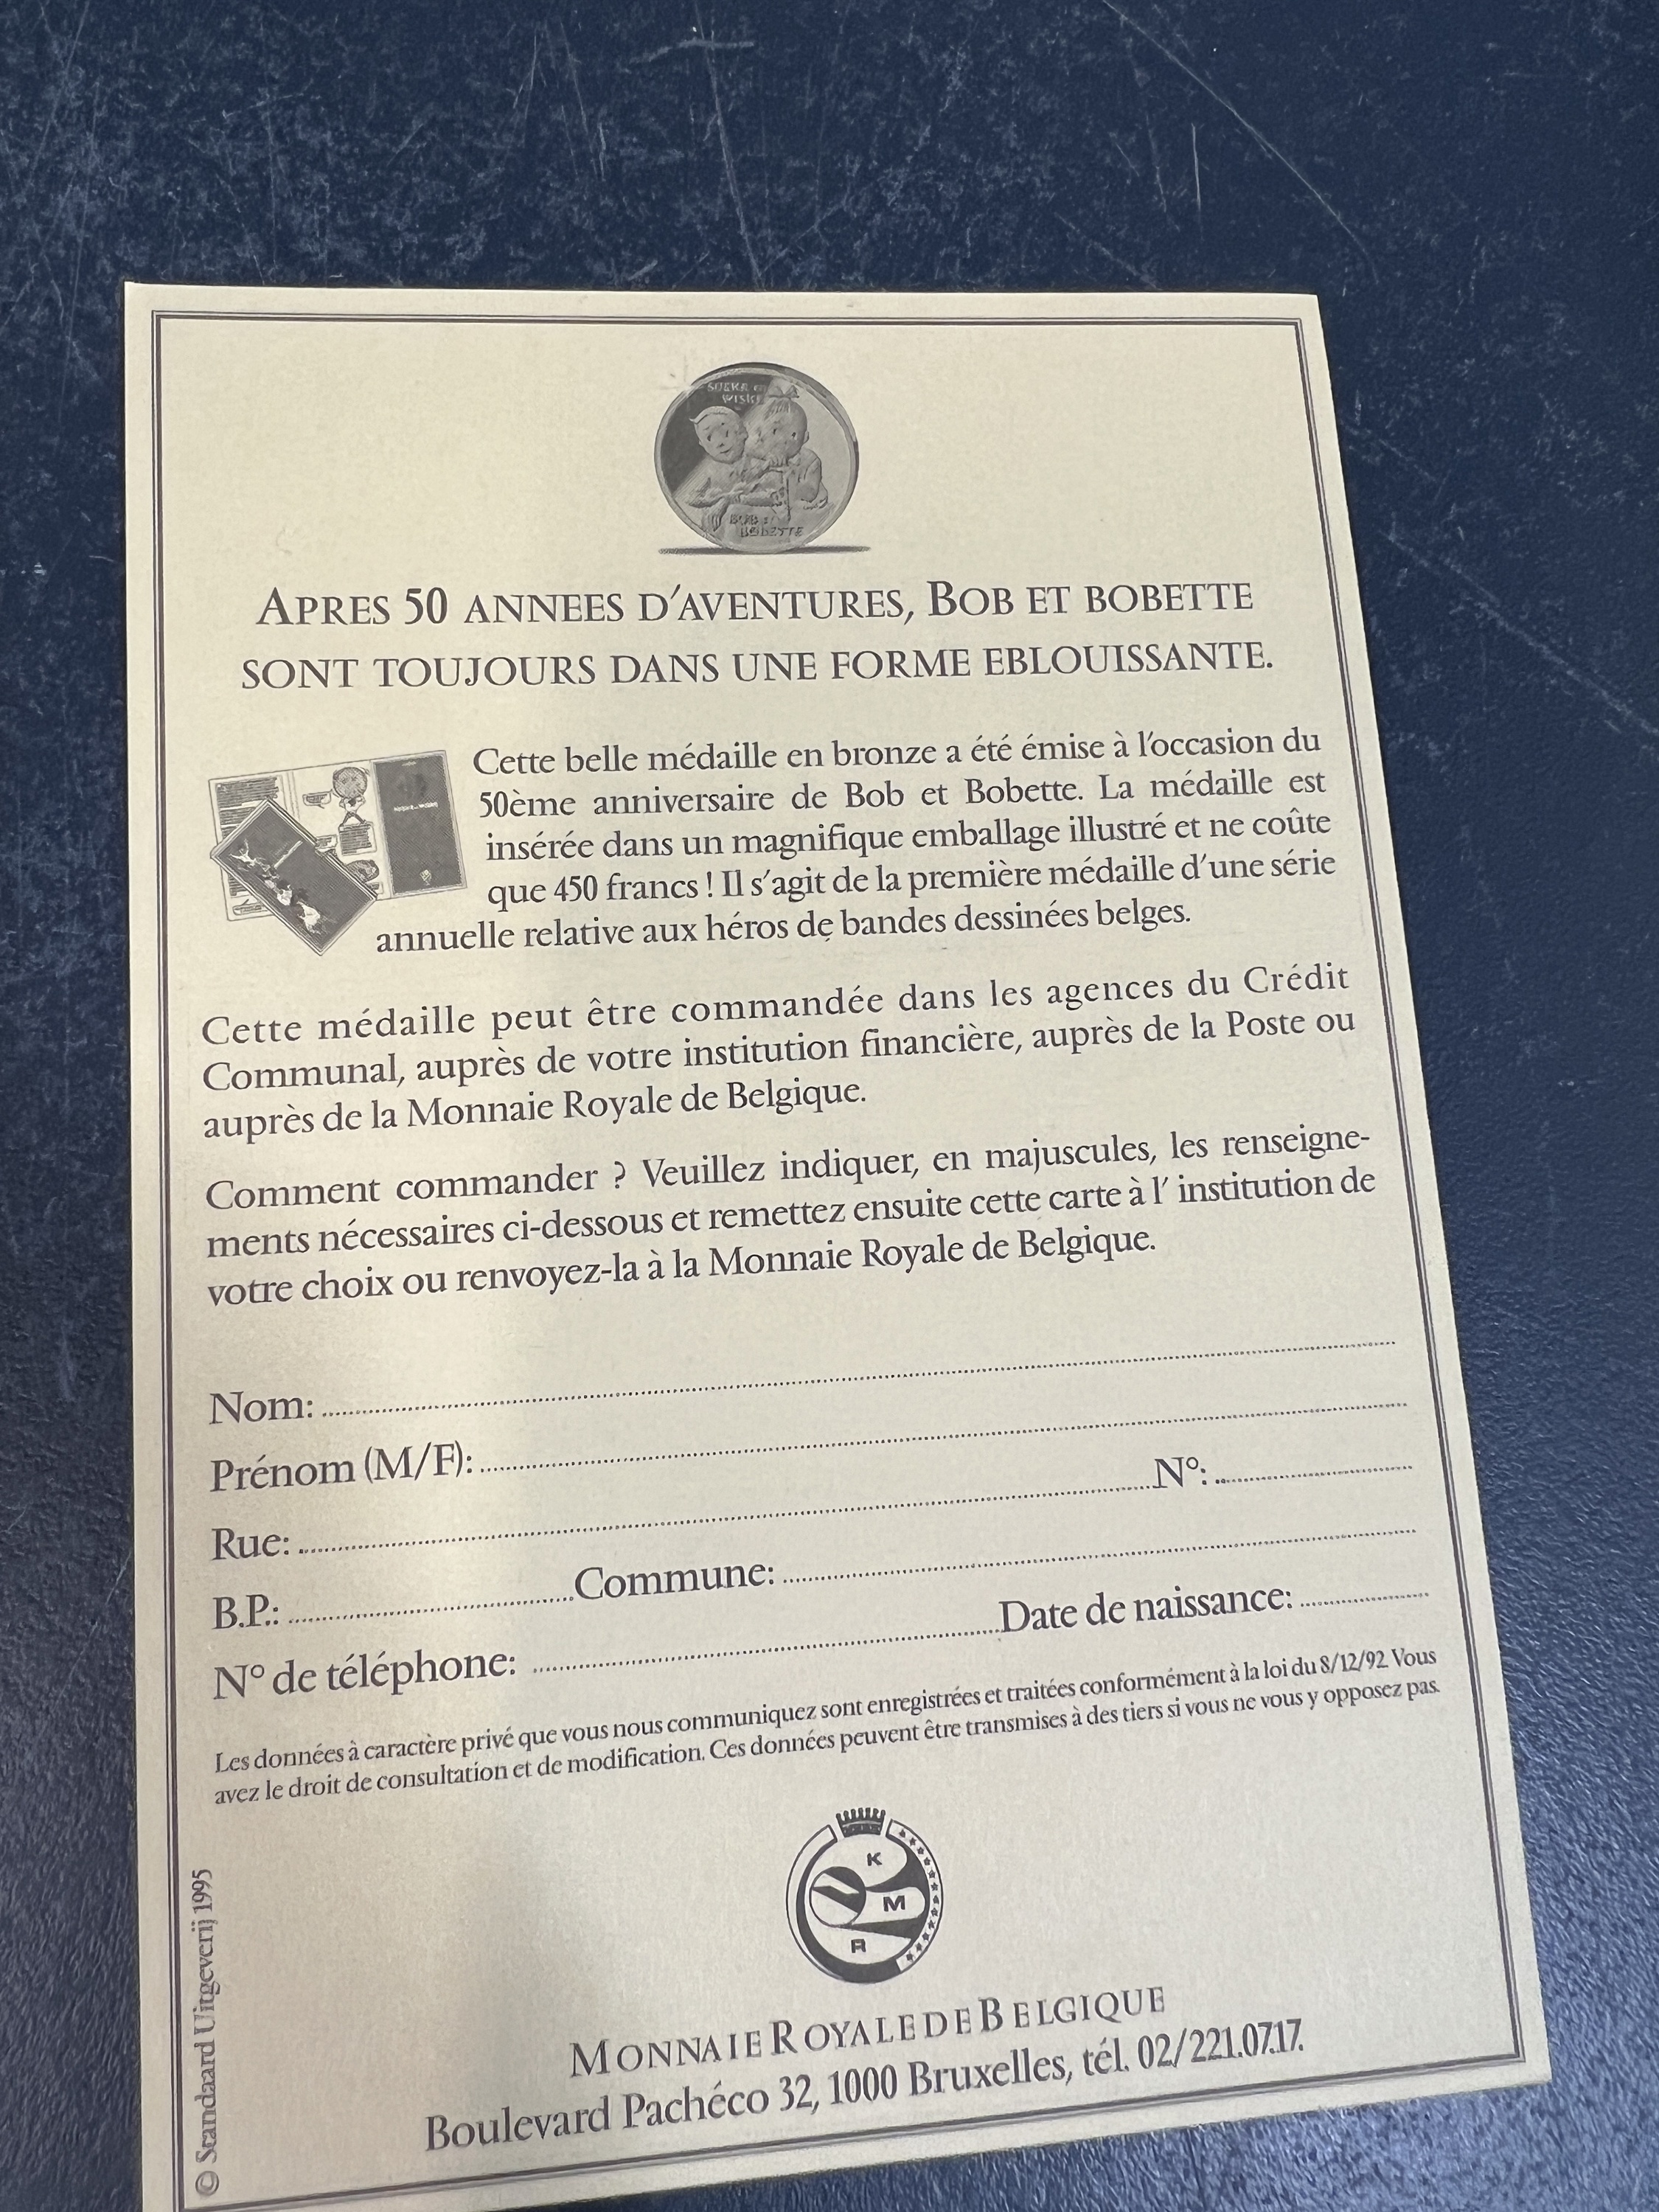 SUSKE en
WISKE
BOB et
BOBETTE
APRES 50 ANNEES D'AVENTURES, BOB ET BOBETTE
SONT TOUJOURS DANS UNE FORME EBLOUISSANTE.
Cette belle médaille en bronze a été émise à l'occasion du
50ème anniversaire de Bob et Bobette. La médaille est
insérée dans un magnifique emballage illustré et ne coûte
que 450 francs ! Il s'agit de la première médaille d'une série
annuelle relative aux héros de bandes dessinées belges.
Cette médaille peut être commandée dans les agences du Crédit
Communal, auprès de votre institution financière, auprès de la Poste ou
auprès de la Monnaie Royale de Belgique.
Comment commander ? Veuillez indiquer, en majuscules, les renseigne-
ments nécessaires ci-dessous et remettez ensuite cette carte à l' institution de
votre choix ou renvoyez-la à la Monnaie Royale de Belgique.
Nom:
Prénom (M/F):
Rue: N°:
B.P.: Commune:
N° de téléphone: Date de naissance:
Les données à caractère privé que vous nous communiquez sont enregistrées et traitées conformément à la loi du 8/12/92. Vous
avez le droit de consultation et de modification. Ces données peuvent être transmises à des tiers si vous ne vous y opposez pas.
K
M
R
MONNAIE ROYALE DE BELGIQUE
Boulevard Pachéco 32, 1000 Bruxelles, tél. 02/221.07.17.
© Standaard Uitgeverij 1995